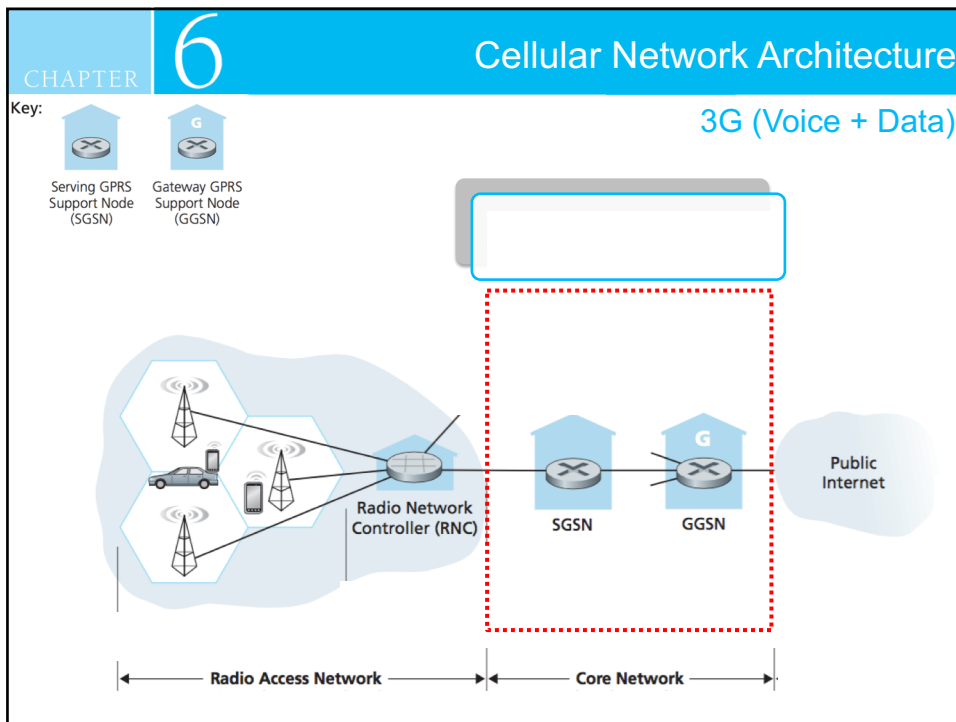 CHAPTER 6
Cellular Network Architecture
3G (Voice + Data)
Key:
G
Serving GPRS
Support Node
(SGSN)
Gateway GPRS
Support Node
(GGSN)
G
Radio Network
Controller (RNC)
SGSN
GGSN
Public
Internet
Radio Access Network
Core Network